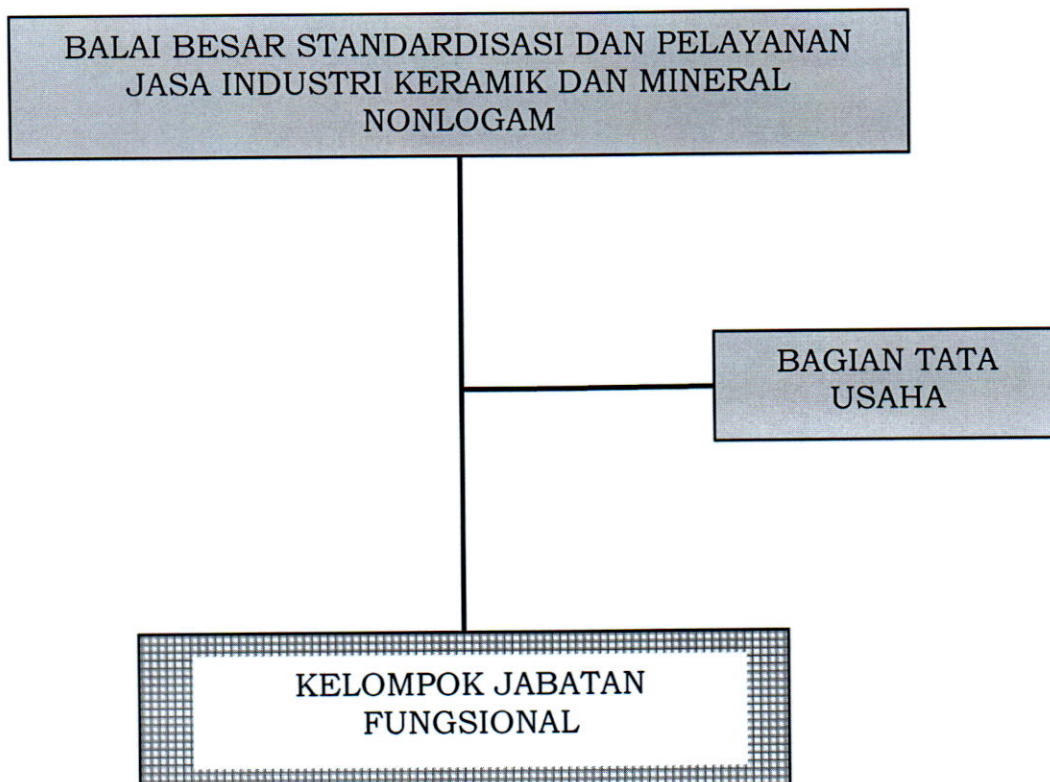 BALAI BESAR STANDARDISASI DAN PELAYANAN
JASA INDUSTRI KERAMIK DAN MINERAL
NONLOGAM
BAGIAN TATA
USAHA
KELOMPOK JABATAN
FUNGSIONAL